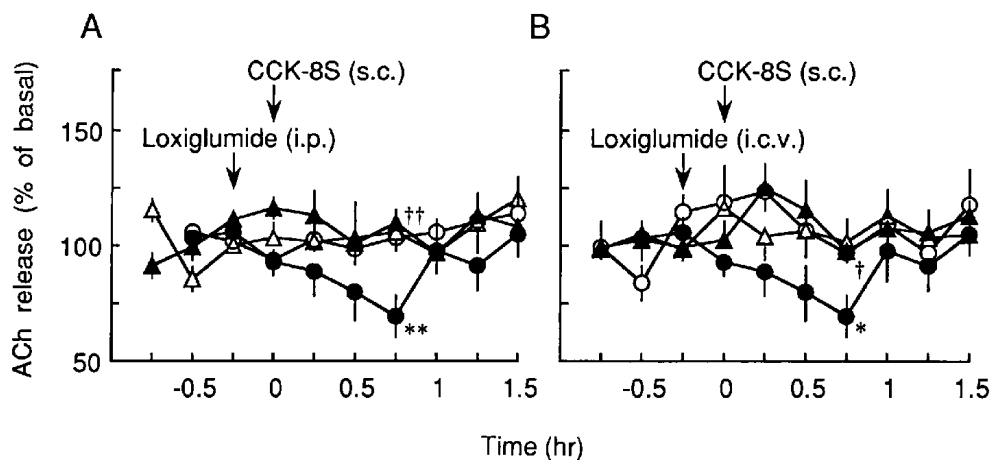 A
B
CCK-8S (s.c.)
CCK-8S (s.c.)
Loxiglumide (i.p.)
Loxiglumide (i.c.v.)
ACh release (% of basal)
150
100
50
††
**
†
*
-0.5 0 0.5 1 1.5
-0.5 0 0.5 1 1.5
Time (hr)